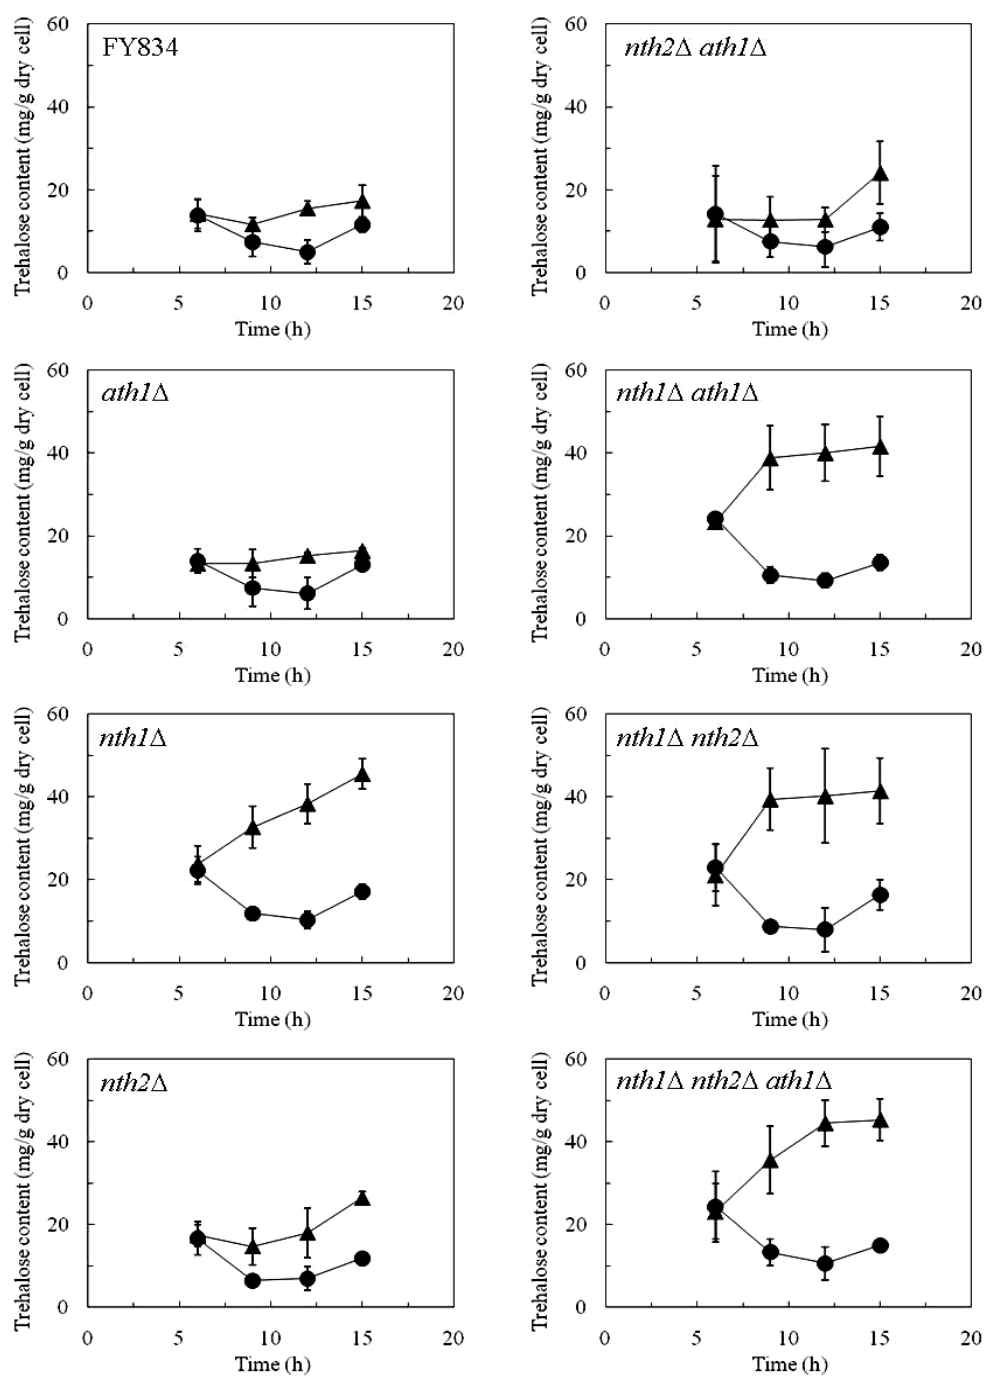 FY834
Trehalose content (mg/g dry cell)
60
40
20
0
0 5 10 15 20
Time (h)
nth2Δ ath1Δ
Trehalose content (mg/g dry cell)
60
40
20
0
0 5 10 15 20
Time (h)
ath1Δ
Trehalose content (mg/g dry cell)
60
40
20
0
0 5 10 15 20
Time (h)
nth1Δ ath1Δ
Trehalose content (mg/g dry cell)
60
40
20
0
0 5 10 15 20
Time (h)
nth1Δ
Trehalose content (mg/g dry cell)
60
40
20
0
0 5 10 15 20
Time (h)
nth1Δ nth2Δ
Trehalose content (mg/g dry cell)
60
40
20
0
0 5 10 15 20
Time (h)
nth2Δ
Trehalose content (mg/g dry cell)
60
40
20
0
0 5 10 15 20
Time (h)
nth1Δ nth2Δ ath1Δ
Trehalose content (mg/g dry cell)
60
40
20
0
0 5 10 15 20
Time (h)